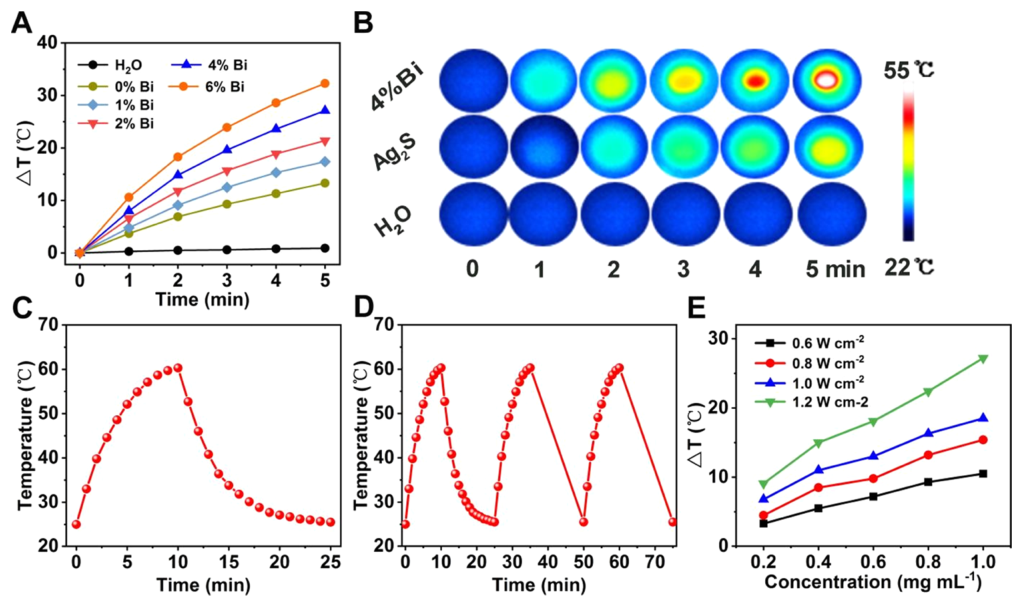 A
40
30
20
10
0
△T (℃)
H₂O
0% Bi
1% Bi
2% Bi
4% Bi
6% Bi
0 1 2 3 4 5
Time (min)
B
4%Bi
Ag₂S
H₂O
0 1 2 3 4 5 min
55 ℃
22℃
C
70
60
50
40
30
20
Temperature (℃)
0 5 10 15 20 25
Time (min)
D
70
60
50
40
30
20
Temperature (℃)
0 10 20 30 40 50 60 70
Time (min)
E
30
20
10
0
△T (℃)
0.6 W cm⁻²
0.8 W cm⁻²
1.0 W cm⁻²
1.2 W cm-2
0.2 0.4 0.6 0.8 1.0
Concentration (mg mL⁻¹)